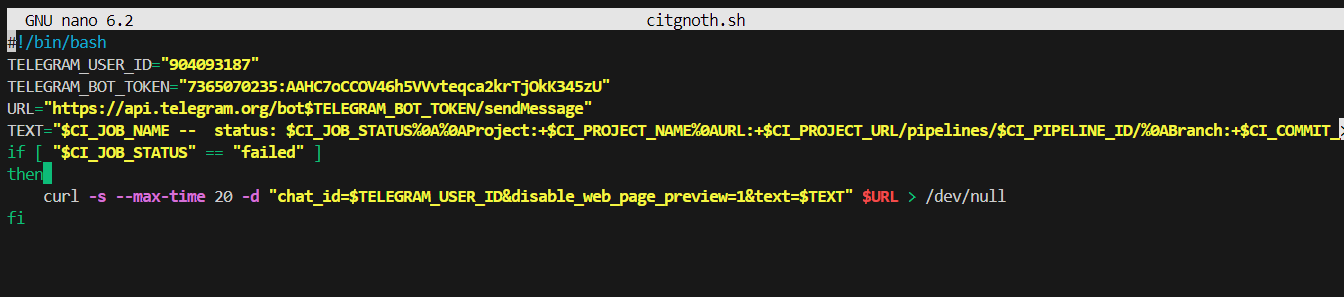 GNU nano 6.2 citgnoth.sh
#!/bin/bash
TELEGRAM_USER_ID="904093187"
TELEGRAM_BOT_TOKEN="7365070235:AAHC7oCCOV46h5VVvteqca2krTjOkK345zU"
URL="https://api.telegram.org/bot$TELEGRAM_BOT_TOKEN/sendMessage"
TEXT="$CI_JOB_NAME --  status: $CI_JOB_STATUS%0A%0AProject:+$CI_PROJECT_NAME%0AURL:+$CI_PROJECT_URL/pipelines/$CI_PIPELINE_ID/%0ABranch:+$CI_COMMIT_>
if [ "$CI_JOB_STATUS" == "failed" ]
then
    curl -s --max-time 20 -d "chat_id=$TELEGRAM_USER_ID&disable_web_page_preview=1&text=$TEXT" $URL > /dev/null
fi